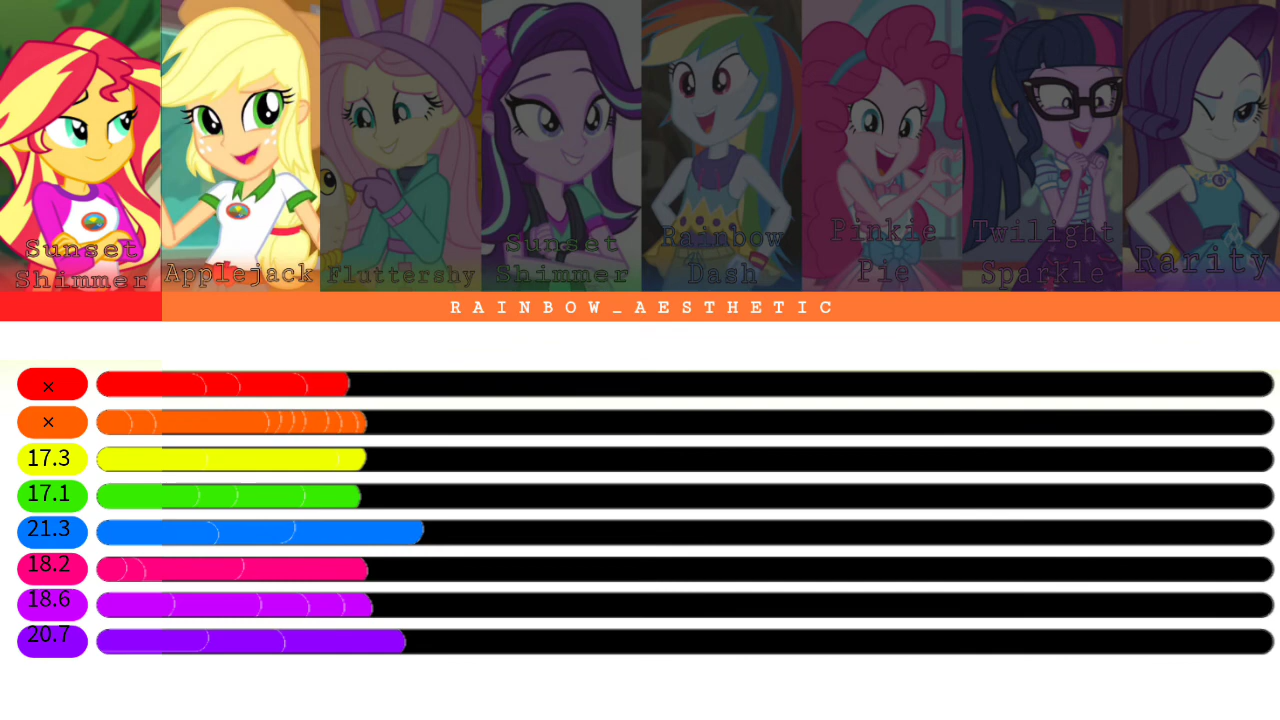 Sunset
Shimmer
Applejack
Fluttershy
Sunset
Shimmer
Rainbow
Dash
Pinkie
Pie
Twilight
Sparkle
Rarity
RAINBOW_AESTHETIC
×
×
17.3
17.1
21.3
18.2
18.6
20.7